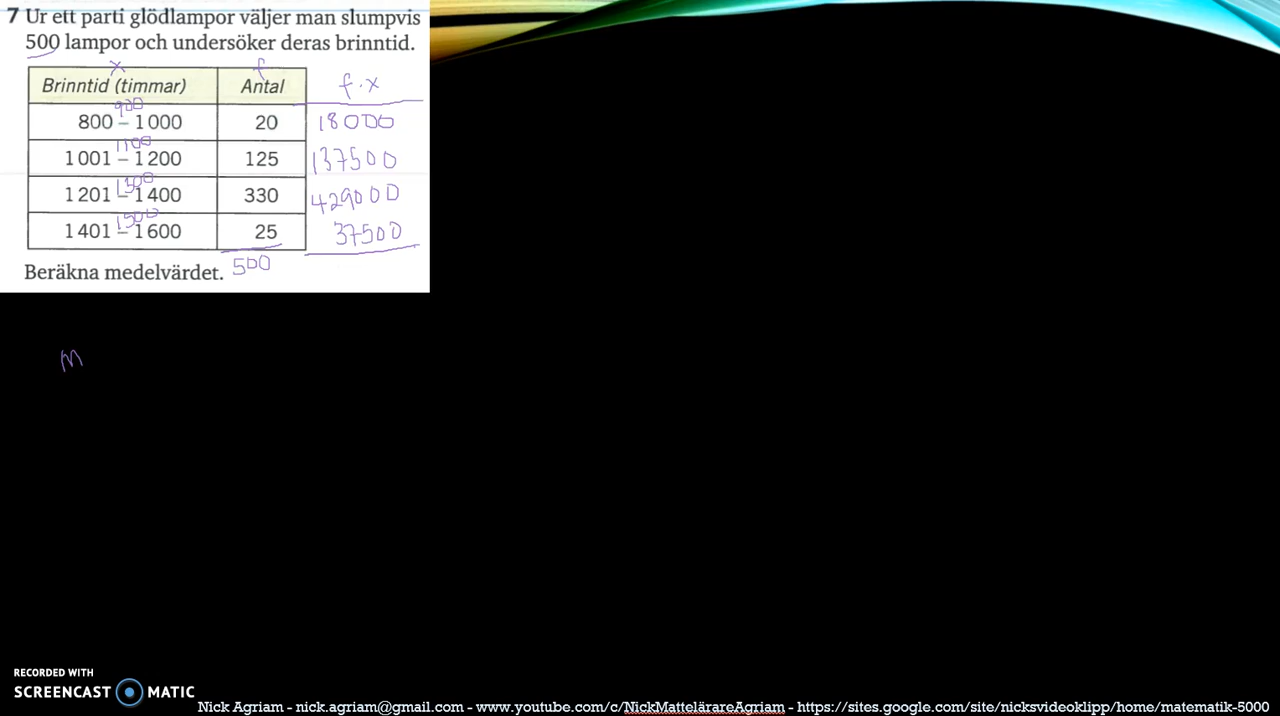 7 Ur ett parti glödlampor väljer man slumpvis
500 lampor och undersöker deras brinntid.
x f
Brinntid (timmar) Antal f·x
900
800 – 1 000 20 18000
1100
1 001 – 1 200 125 137500
1300
1 201 – 1 400 330 429000
1500
1 401 – 1 600 25 37500
Beräkna medelvärdet. 500
M
RECORDED WITH
SCREENCAST MATIC
Nick Agriam - nick.agriam@gmail.com - www.youtube.com/c/NickMattelärareAgriam - https://sites.google.com/site/nicksvideoklipp/home/matematik-5000